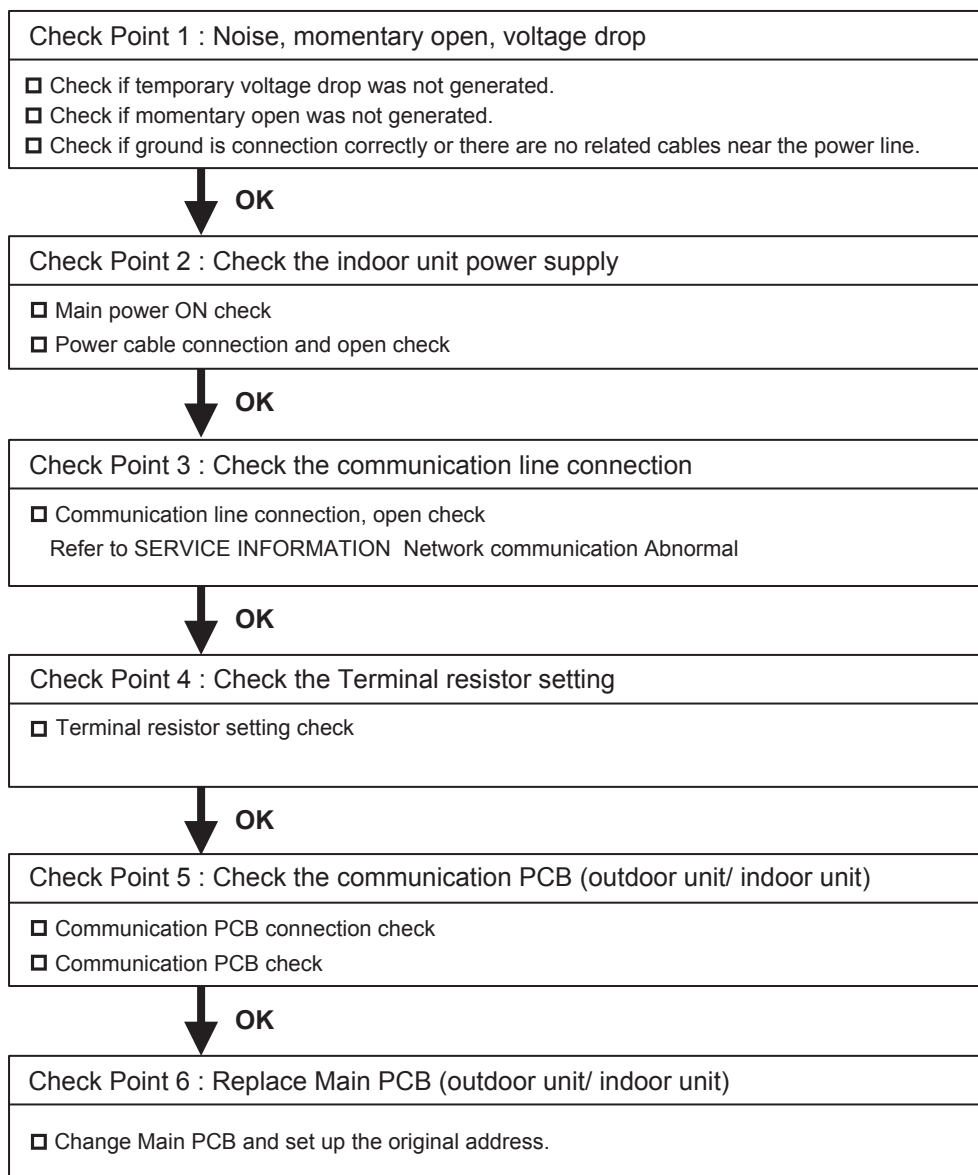 Check Point 1 : Noise, momentary open, voltage drop
Check if temporary voltage drop was not generated.
Check if momentary open was not generated.
Check if ground is connection correctly or there are no related cables near the power line.
OK
Check Point 2 : Check the indoor unit power supply
Main power ON check
Power cable connection and open check
OK
Check Point 3 : Check the communication line connection
Communication line connection, open check
Refer to SERVICE INFORMATION  Network communication Abnormal
OK
Check Point 4 : Check the Terminal resistor setting
Terminal resistor setting check
OK
Check Point 5 : Check the communication PCB (outdoor unit/ indoor unit)
Communication PCB connection check
Communication PCB check
OK
Check Point 6 : Replace Main PCB (outdoor unit/ indoor unit)
Change Main PCB and set up the original address.